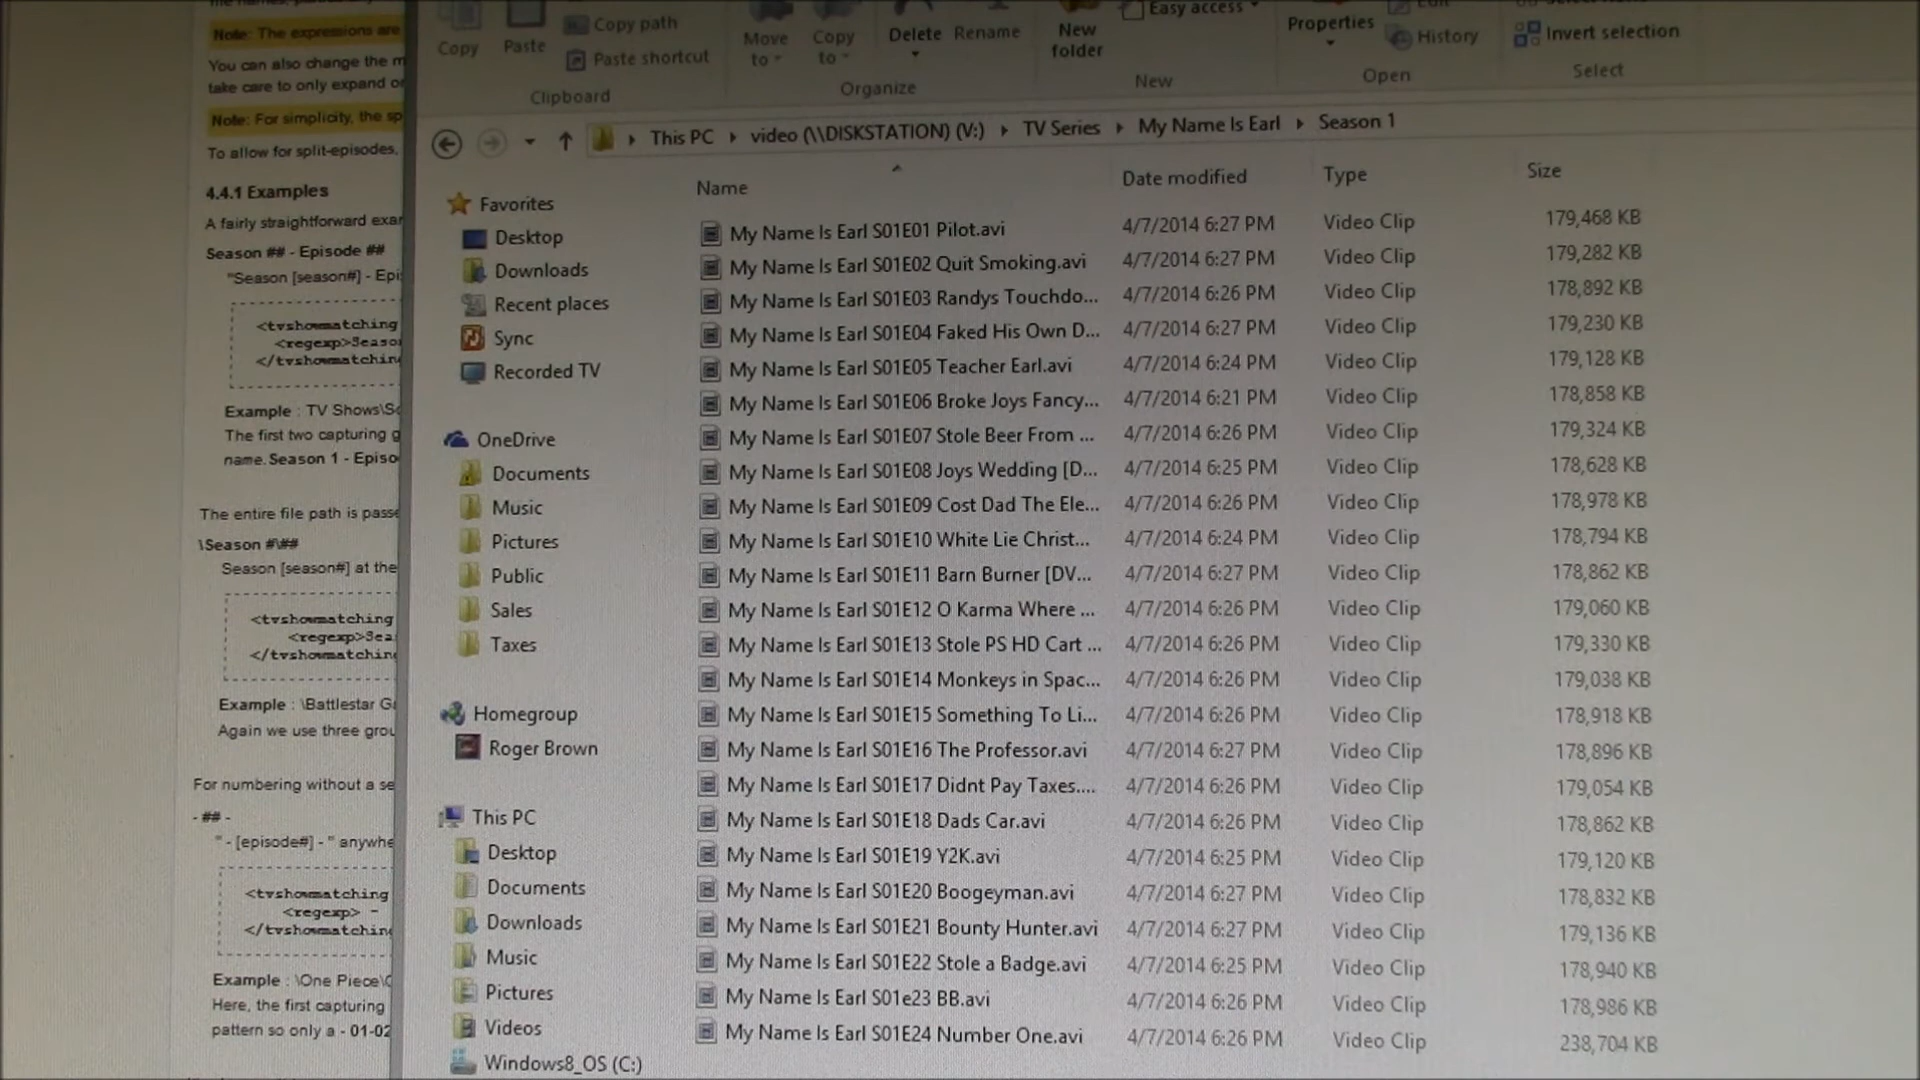 Note: The expressions are
You can also change the m
take care to only expand o
Note: For simplicity, the sp
To allow for split-episodes,
4.4.1 Examples
A fairly straightforward exa
Season ## - Episode ##
"Season [season#] - Epi
<tvshowmatching
<regexp>Seaso
</tvshowmatchin
Example : TV Shows\S
The first two capturing g
name. Season 1 - Episo
The entire file path is passe
\Season #\##
Season [season#] at the
<tvshowmatching
<regexp>Sea
</tvshowmatchin
Example : \Battlestar G
Again we use three grou
For numbering without a se
- ## -
" - [episode#] - " anywhe
<tvshowmatching
<regexp> -
</tvshowmatchin
Example : \One Piece\
Here, the first capturing
pattern so only a - 01-02
Copy
Paste
Copy path
Paste shortcut
Clipboard
Move to
Copy to
Delete
Rename
Organize
New folder
Easy access
New
Properties
Edit
History
Open
Invert selection
Select
This PC
video (\\DISKSTATION) (V:)
TV Series
My Name Is Earl
Season 1
Favorites
Desktop
Downloads
Recent places
Sync
Recorded TV
OneDrive
Documents
Music
Pictures
Public
Sales
Taxes
Homegroup
Roger Brown
This PC
Desktop
Documents
Downloads
Music
Pictures
Videos
Windows8_OS (C:)
Name Date modified Type Size
My Name Is Earl S01E01 Pilot.avi 4/7/2014 6:27 PM Video Clip 179,468 KB
My Name Is Earl S01E02 Quit Smoking.avi 4/7/2014 6:27 PM Video Clip 179,282 KB
My Name Is Earl S01E03 Randys Touchdo... 4/7/2014 6:26 PM Video Clip 178,892 KB
My Name Is Earl S01E04 Faked His Own D... 4/7/2014 6:27 PM Video Clip 179,230 KB
My Name Is Earl S01E05 Teacher Earl.avi 4/7/2014 6:24 PM Video Clip 179,128 KB
My Name Is Earl S01E06 Broke Joys Fancy... 4/7/2014 6:21 PM Video Clip 178,858 KB
My Name Is Earl S01E07 Stole Beer From ... 4/7/2014 6:26 PM Video Clip 179,324 KB
My Name Is Earl S01E08 Joys Wedding [D... 4/7/2014 6:25 PM Video Clip 178,628 KB
My Name Is Earl S01E09 Cost Dad The Ele... 4/7/2014 6:26 PM Video Clip 178,978 KB
My Name Is Earl S01E10 White Lie Christ... 4/7/2014 6:24 PM Video Clip 178,794 KB
My Name Is Earl S01E11 Barn Burner [DV... 4/7/2014 6:27 PM Video Clip 178,862 KB
My Name Is Earl S01E12 O Karma Where ... 4/7/2014 6:26 PM Video Clip 179,060 KB
My Name Is Earl S01E13 Stole PS HD Cart ... 4/7/2014 6:26 PM Video Clip 179,330 KB
My Name Is Earl S01E14 Monkeys in Spac... 4/7/2014 6:26 PM Video Clip 179,038 KB
My Name Is Earl S01E15 Something To Li... 4/7/2014 6:26 PM Video Clip 178,918 KB
My Name Is Earl S01E16 The Professor.avi 4/7/2014 6:27 PM Video Clip 178,896 KB
My Name Is Earl S01E17 Didnt Pay Taxes.... 4/7/2014 6:26 PM Video Clip 179,054 KB
My Name Is Earl S01E18 Dads Car.avi 4/7/2014 6:26 PM Video Clip 178,862 KB
My Name Is Earl S01E19 Y2K.avi 4/7/2014 6:25 PM Video Clip 179,120 KB
My Name Is Earl S01E20 Boogeyman.avi 4/7/2014 6:27 PM Video Clip 178,832 KB
My Name Is Earl S01E21 Bounty Hunter.avi 4/7/2014 6:27 PM Video Clip 179,136 KB
My Name Is Earl S01E22 Stole a Badge.avi 4/7/2014 6:25 PM Video Clip 178,940 KB
My Name Is Earl S01e23 BB.avi 4/7/2014 6:26 PM Video Clip 178,986 KB
My Name Is Earl S01E24 Number One.avi 4/7/2014 6:26 PM Video Clip 238,704 KB